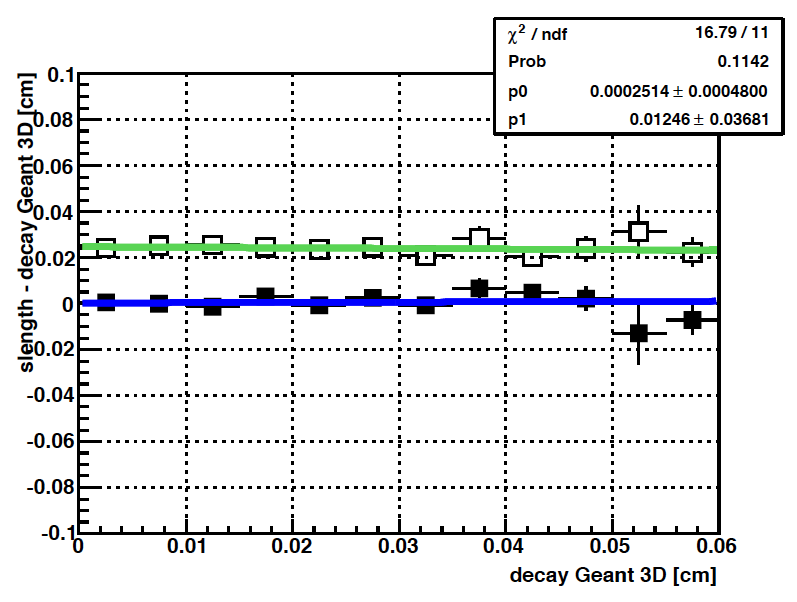 χ² / ndf 16.79 / 11
Prob 0.1142
p0 0.0002514 ± 0.0004800
p1 0.01246 ± 0.03681
slength - decay Geant 3D [cm]
0.1
0.08
0.06
0.04
0.02
0
-0.02
-0.04
-0.06
-0.08
-0.1
0 0.01 0.02 0.03 0.04 0.05 0.06
decay Geant 3D [cm]